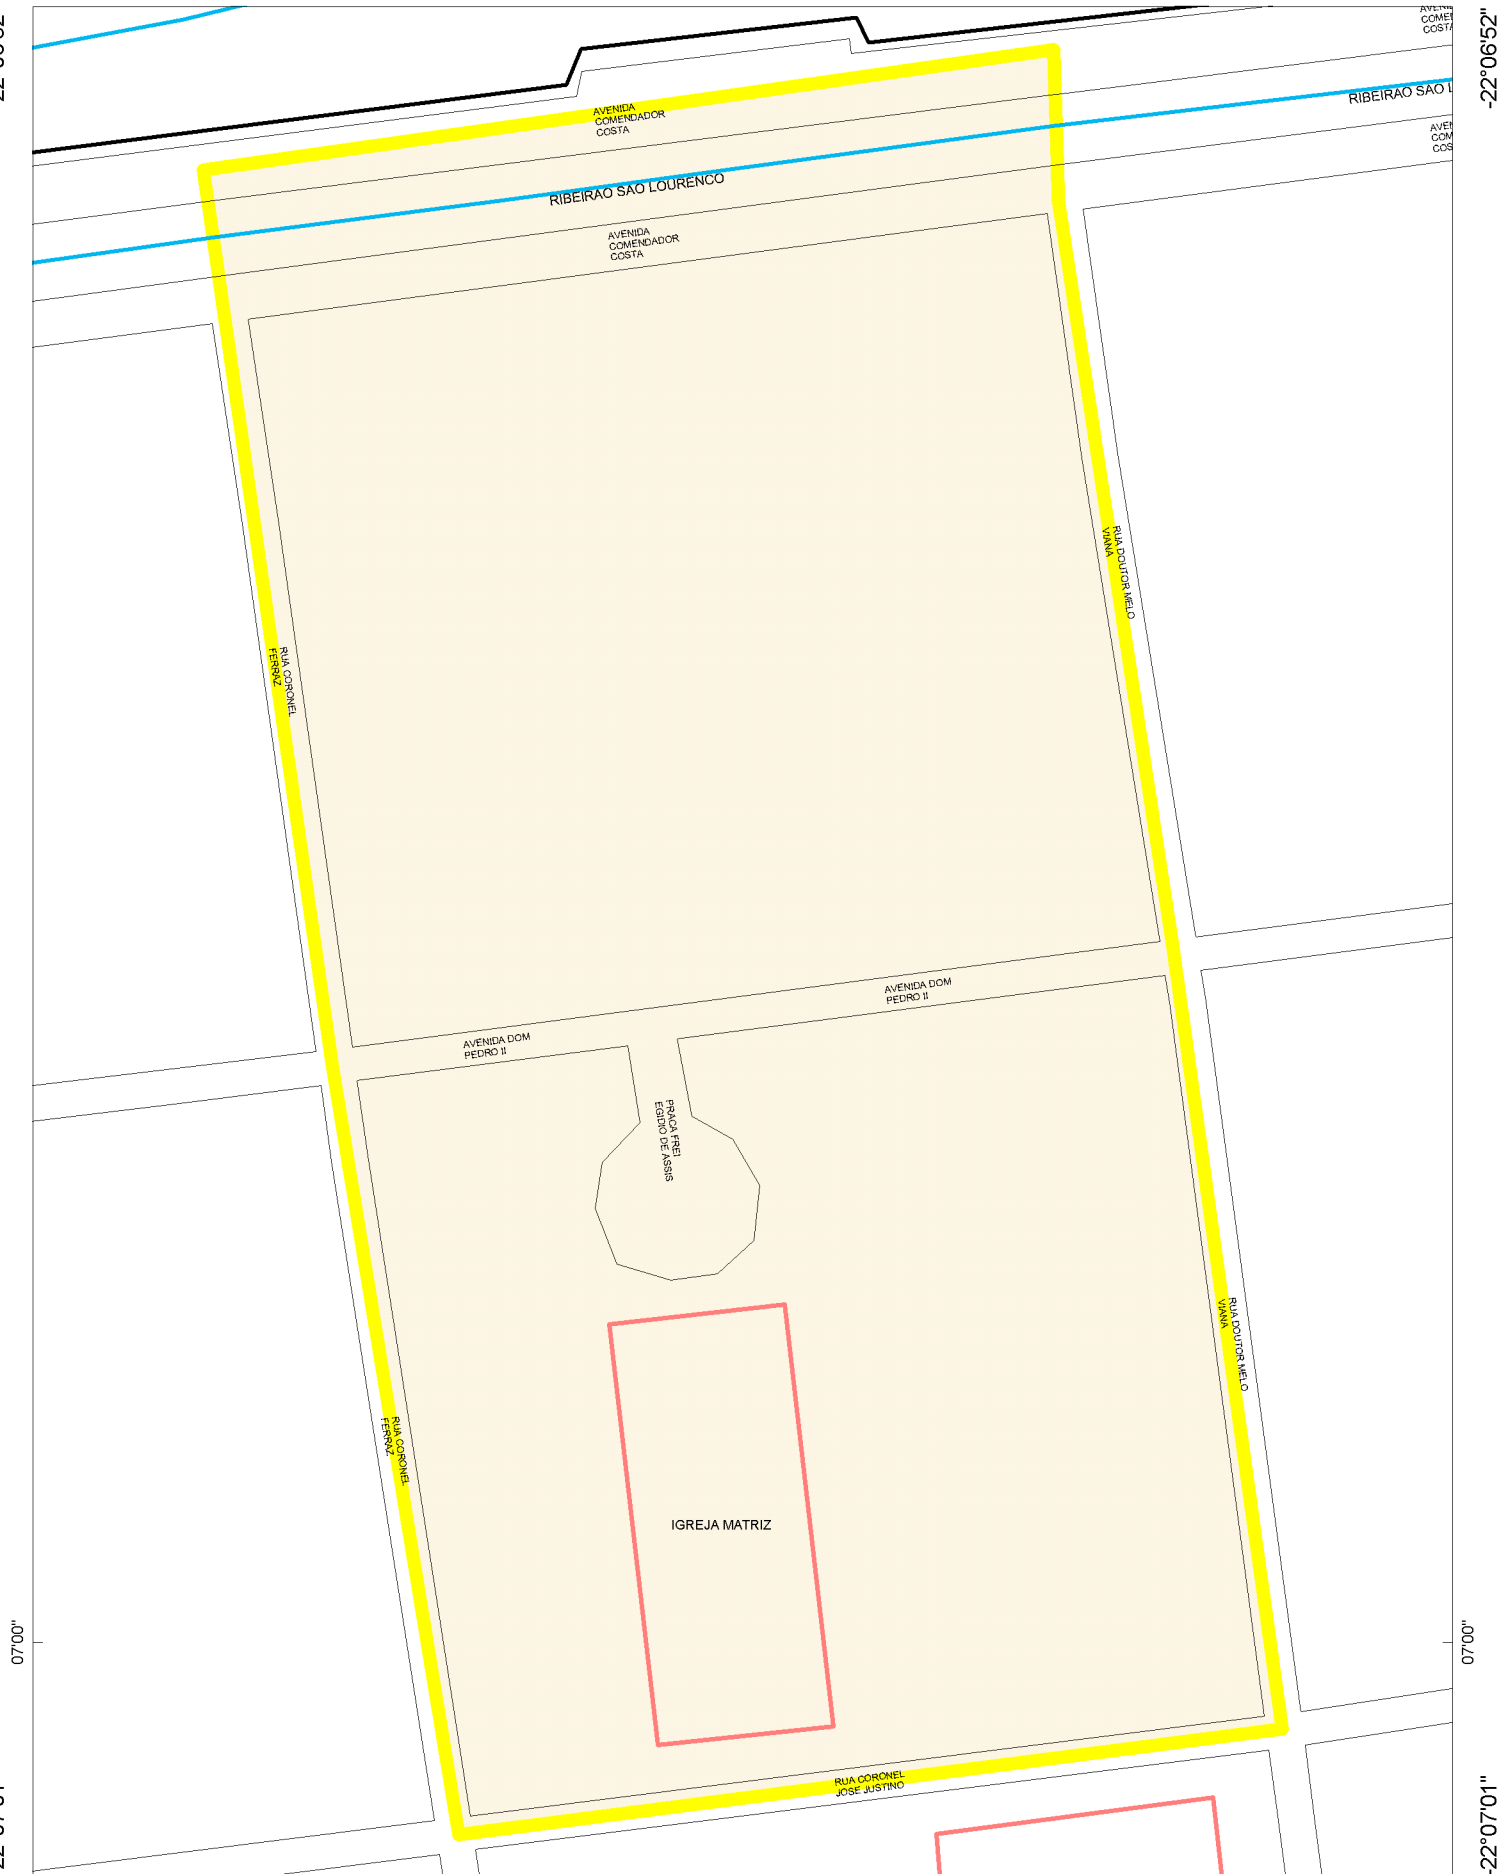 -22°06'52"
AVENIDA
COMENDADOR
COSTA
RIBEIRAO SAO
RIBEIRAO SAO LOURENCO
AVENIDA
COMENDADOR
COSTA
RUA DOUTOR MELO
VIANA
RUA CORONEL
FERRAZ
AVENIDA DOM
PEDRO II
AVENIDA DOM
PEDRO II
PRACA FREI
EGIDIO DE ASSIS
RUA DOUTOR MELO
VIANA
RUA CORONEL
FERRAZ
IGREJA MATRIZ
07'00"
07'00"
RUA CORONEL
JOSE JUSTINO
-22°07'01"